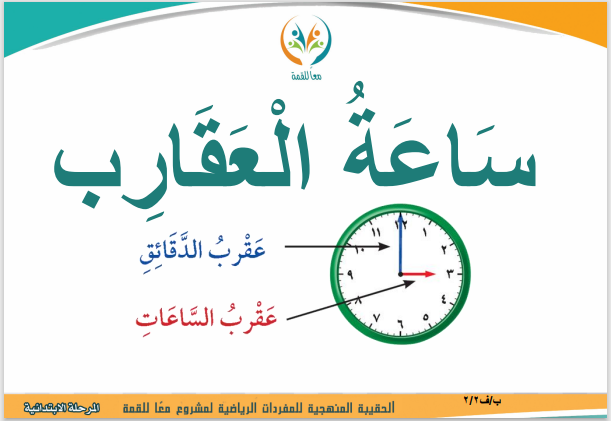 معًا للقمة
سَاعَةُ الْعَقَارِب
عَقْرَبُ الدَّقَائِقِ
عَقْرَبُ السَّاعَاتِ
١٢
١
٢
٣
٤
٥
٦
٧
٨
٩
١٠
١١
ب/ف٢/٢
الحقيبة المنهجية للمفردات الرياضية لمشروع معًا للقمة
المرحلة الابتدائية